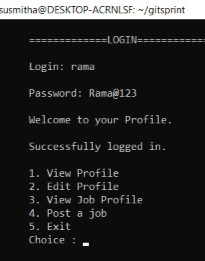 susmitha@DESKTOP-ACRNLSF: ~/gitsprint
=============LOGIN============
Login: rama
Password: Rama@123
Welcome to your Profile.
Successfully logged in.
1. View Profile
2. Edit Profile
3. View Job Profile
4. Post a job
5. Exit
Choice :